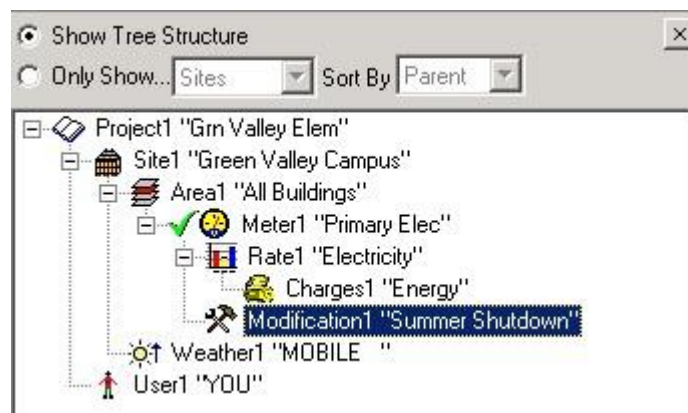 Show Tree Structure
Only Show... Sites Sort By Parent
Project1 "Grn Valley Elem"
Site1 "Green Valley Campus"
Area1 "All Buildings"
Meter1 "Primary Elec"
Rate1 "Electricity"
Charges1 "Energy"
Modification1 "Summer Shutdown"
Weather1 "MOBILE   "
User1 "YOU"